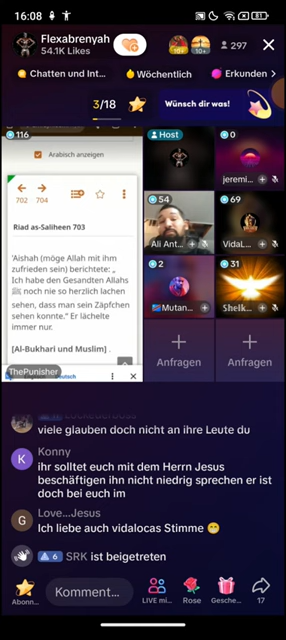 16:08
81
Flexabrenyah
54.1K Likes
10+
10+
297
Chatten und Int...
Wöchentlich
Erkunden
3/18
Wünsch dir was!
116
Arabisch anzeigen
702
704
Riad as-Saliheen 703
'Aishah (möge Allah mit ihm
zufrieden sein) berichtete: „
Ich habe den Gesandten Allahs
ﷺ noch nie so herzlich lachen
sehen, dass man sein Zäpfchen
sehen konnte.“ Er lächelte
immer nur.
[Al-Bukhari und Muslim] .
ThePunisher
Host
0
jeremi...
54
Ali Ant...
69
VidaL...
2
Mutan...
31
Shelk...
Anfragen
Anfragen
viele glauben doch nicht an ihre Leute du
Konny
ihr solltet euch mit dem Herrn Jesus
beschäftigen ihn nicht niedrig sprechen er ist
doch bei euch im
Love...Jesus
Ich liebe auch vidalocas Stimme
6 SRK ist beigetreten
Abonn...
Komment...
LIVE mi...
Rose
Gesche...
17